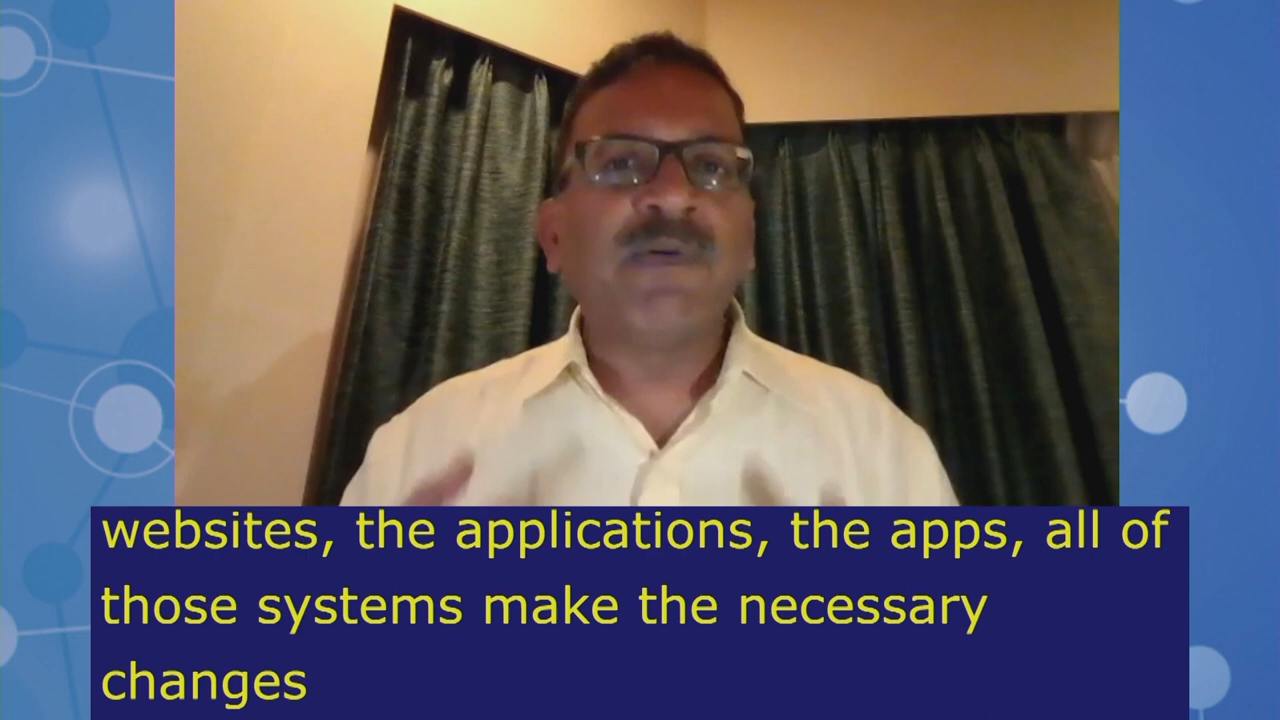 websites, the applications, the apps, all of
those systems make the necessary
changes